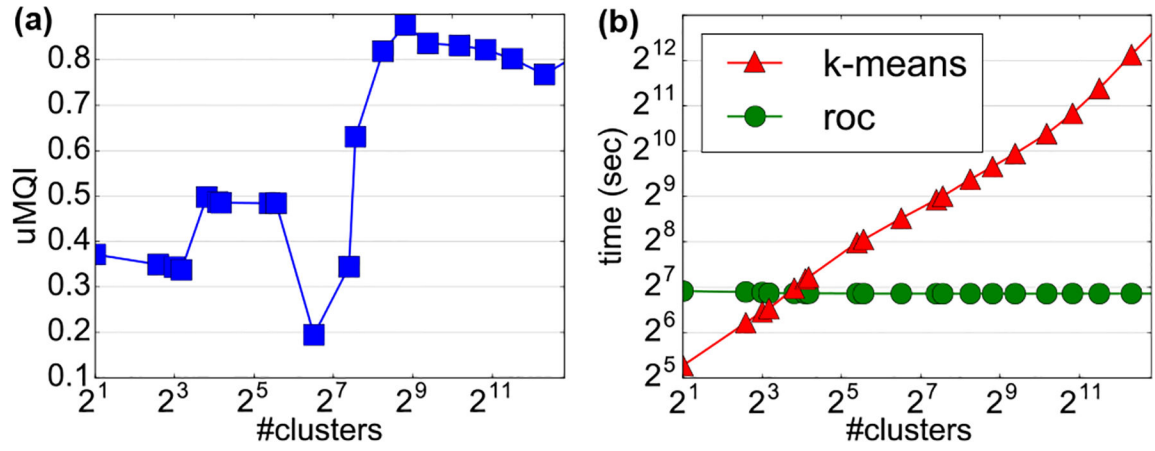 (a)
0.8
0.7
0.6
0.5
0.4
0.3
0.2
0.1
uMQI
2^1 2^3 2^5 2^7 2^9 2^11
#clusters
(b)
2^12
2^11
2^10
2^9
2^8
2^7
2^6
2^5
time (sec)
k-means
roc
2^1 2^3 2^5 2^7 2^9 2^11
#clusters